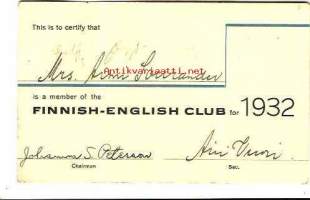 This is to certify that
Antikvariaatti.net
Mrs.
is a member of the
FINNISH-ENGLISH CLUB for 1932
Johanna S. Peterson
Chairman Sec.